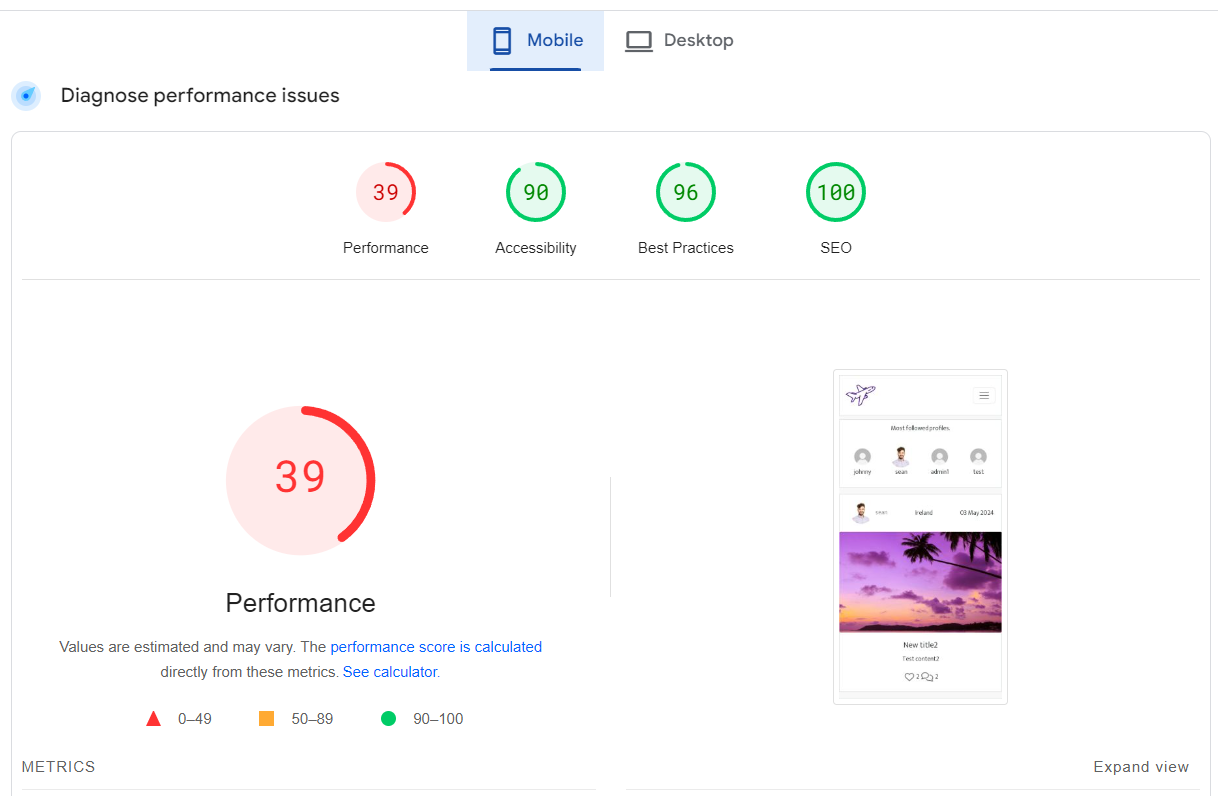 Mobile
Desktop
Diagnose performance issues
39
90
96
100
Performance
Accessibility
Best Practices
SEO
39
Performance
Values are estimated and may vary. The performance score is calculated
directly from these metrics. See calculator.
0–49
50–89
90–100
Most followed profiles.
johnny
sean
admin1
test
sean
Ireland
03 May 2024
New title2
Test content2
2
2
METRICS
Expand view